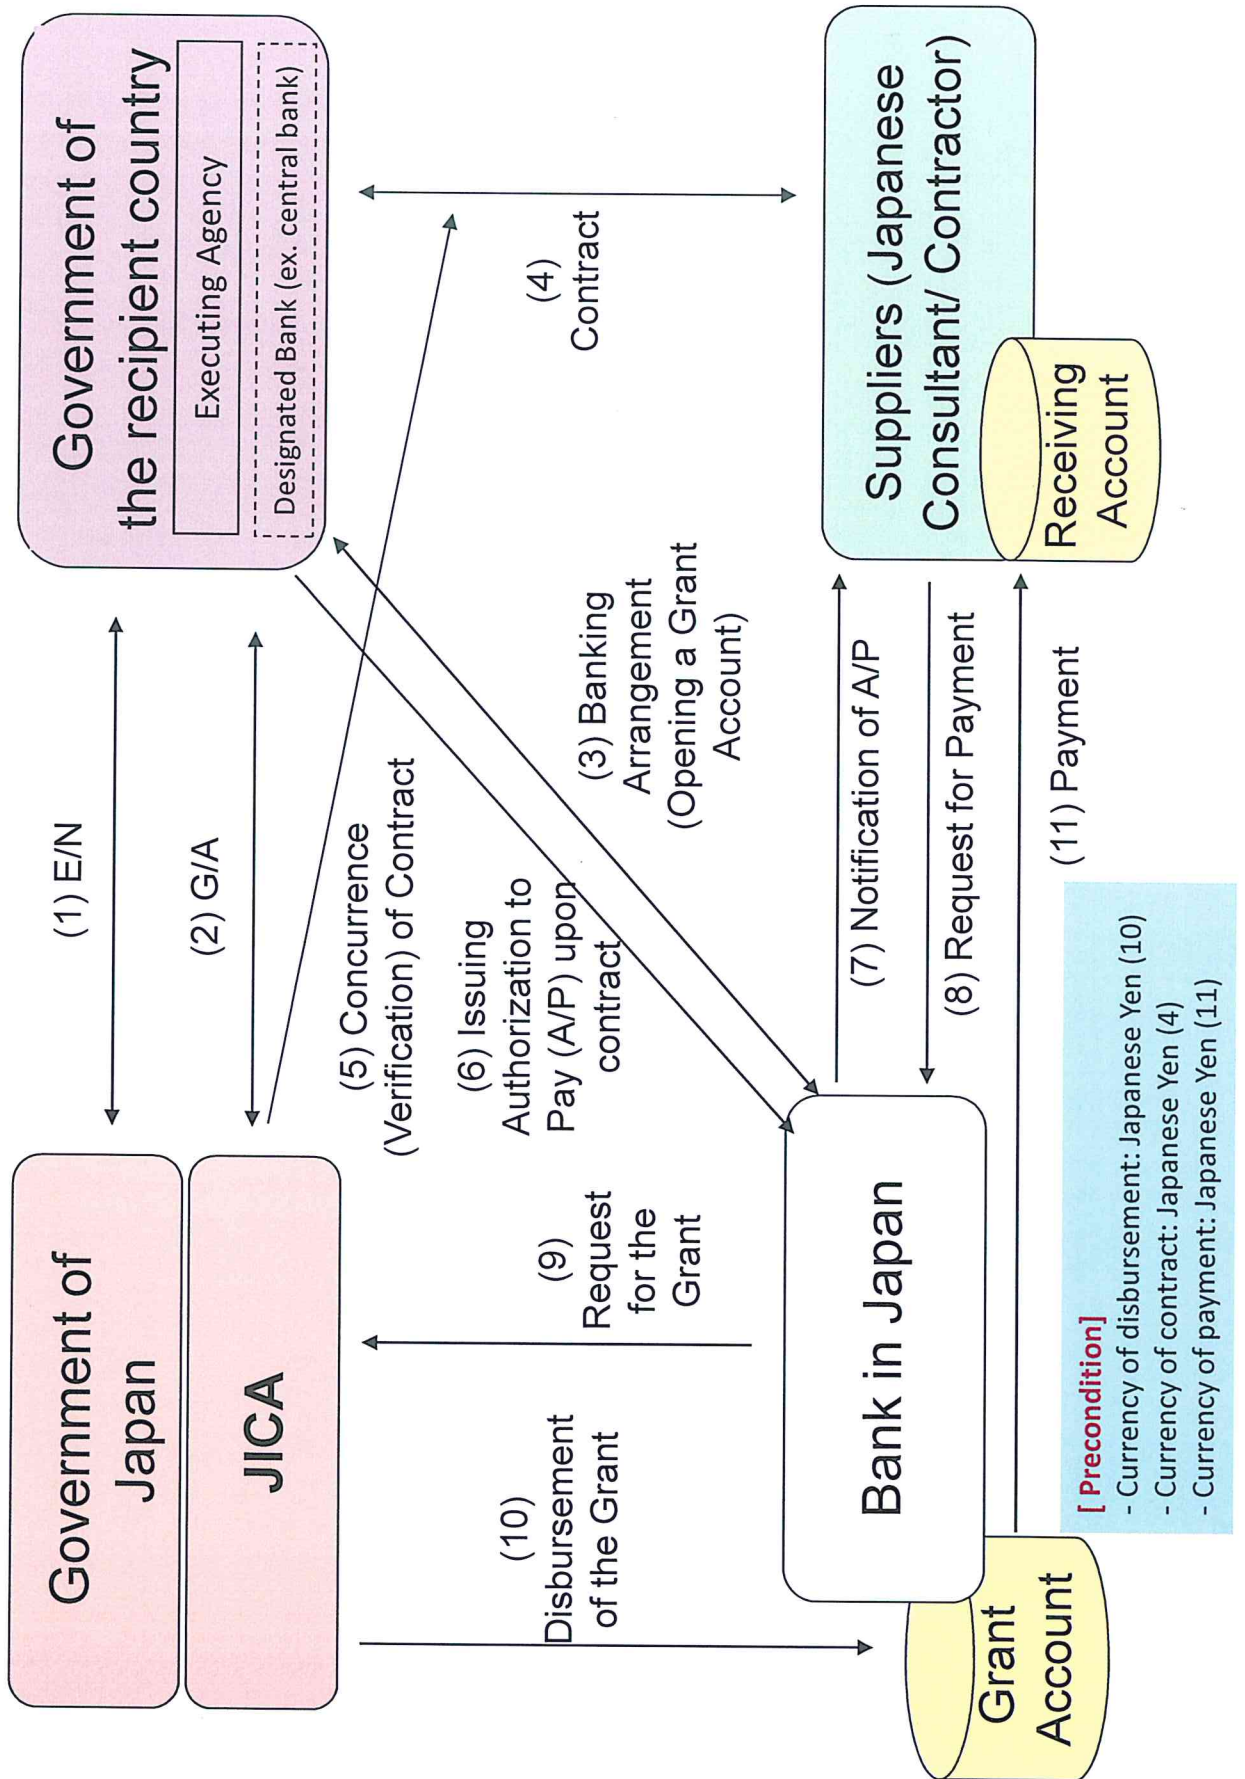 Government of
Japan
JICA
(1) E/N
(2) G/A
Government of
the recipient country
Executing Agency
Designated Bank (ex. central bank)
(5) Concurrence
(Verification) of Contract
(6) Issuing
Authorization to
Pay (A/P) upon
contract
(4)
Contract
(10)
Disbursement
of the Grant
(9)
Request
for the
Grant
(3) Banking
Arrangement
(Opening a Grant
Account)
Bank in Japan
Grant
Account
(7) Notification of A/P
(8) Request for Payment
(11) Payment
Suppliers (Japanese
Consultant/ Contractor)
Receiving
Account
[ Precondition]
- Currency of disbursement: Japanese Yen (10)
- Currency of contract: Japanese Yen (4)
- Currency of payment: Japanese Yen (11)